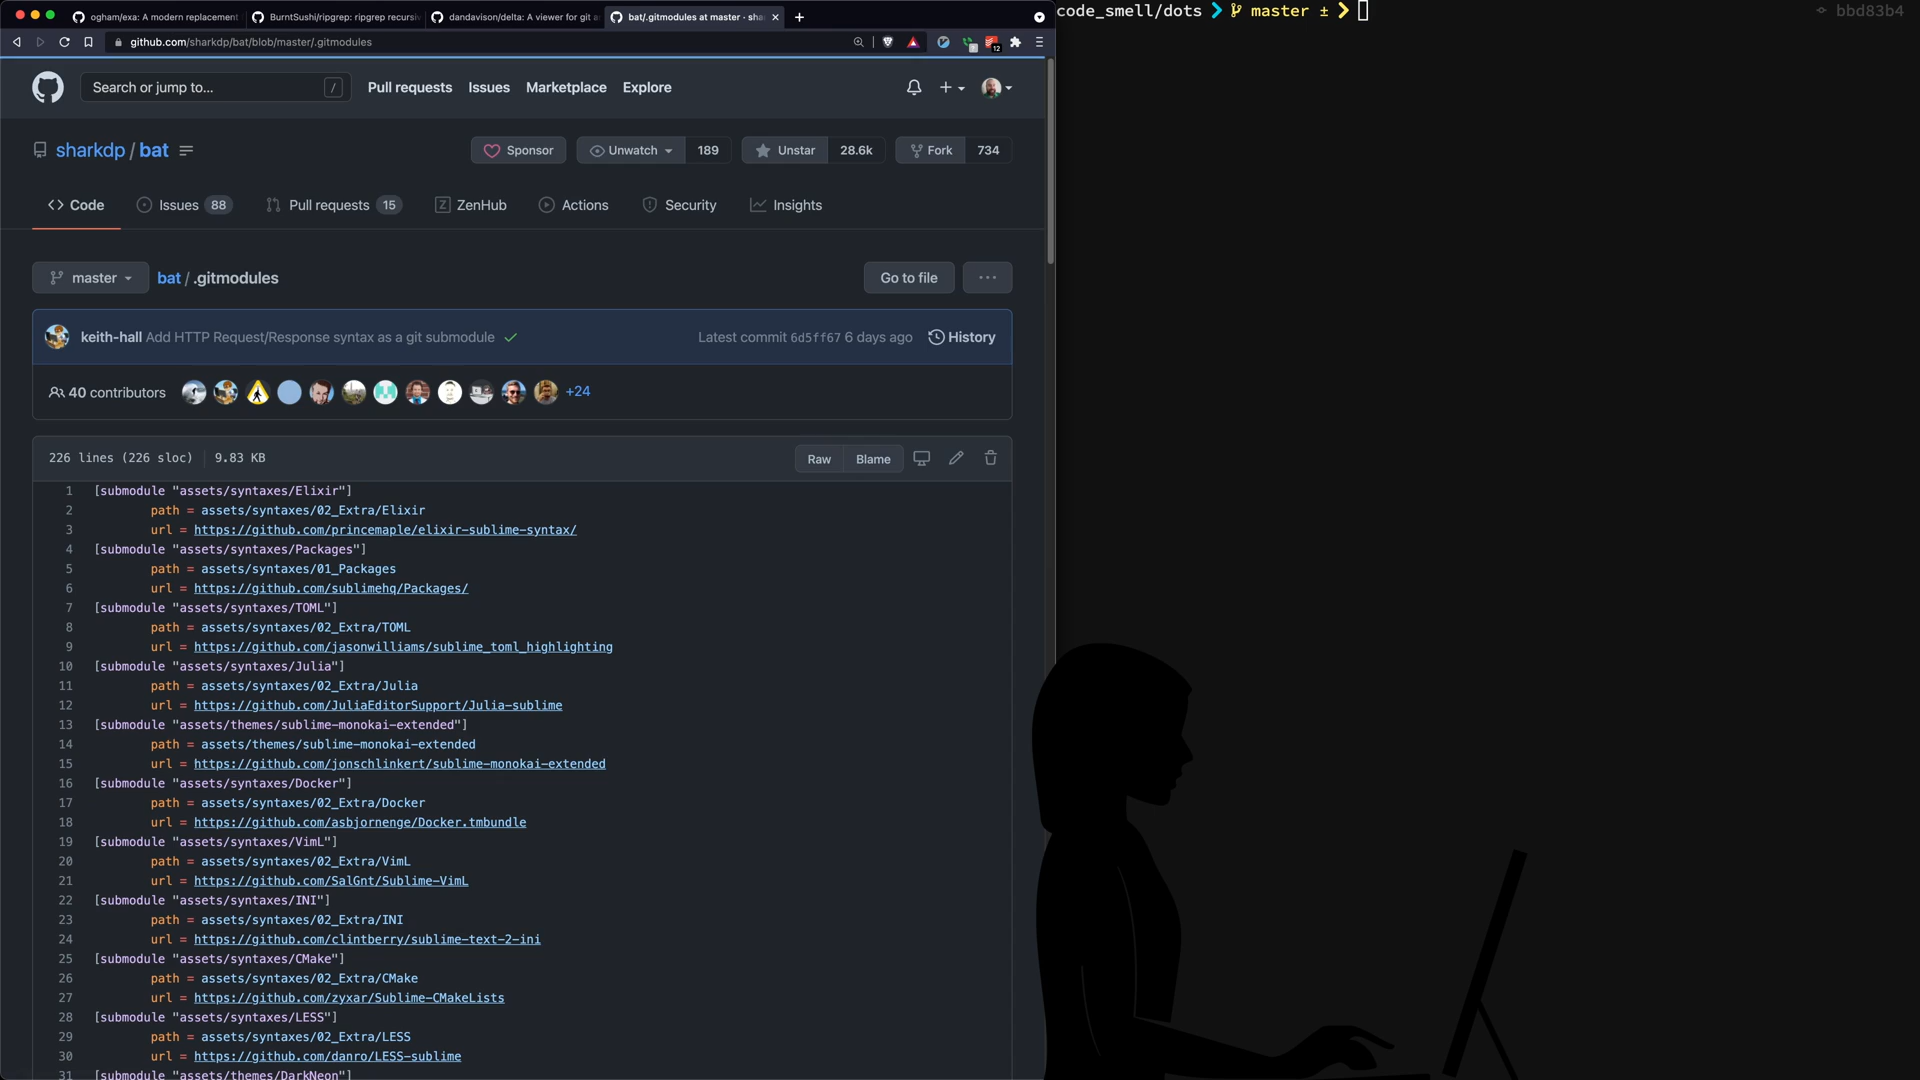 ogham/exa: A modern replacement
BurntSushi/ripgrep: ripgrep recursiv
dandavison/delta: A viewer for git a
bat/.gitmodules at master · sha
github.com/sharkdp/bat/blob/master/.gitmodules
12
Search or jump to...
/
Pull requests
Issues
Marketplace
Explore
sharkdp / bat
Sponsor
Unwatch
189
Unstar
28.6k
Fork
734
Code
Issues 88
Pull requests 15
ZenHub
Actions
Security
Insights
master
bat / .gitmodules
Go to file
...
keith-hall Add HTTP Request/Response syntax as a git submodule
Latest commit 6d5ff67 6 days ago
History
40 contributors
+24
226 lines (226 sloc)
9.83 KB
Raw
Blame
1 [submodule "assets/syntaxes/Elixir"]
2 path = assets/syntaxes/02_Extra/Elixir
3 url = https://github.com/princemaple/elixir-sublime-syntax/
4 [submodule "assets/syntaxes/Packages"]
5 path = assets/syntaxes/01_Packages
6 url = https://github.com/sublimehq/Packages/
7 [submodule "assets/syntaxes/TOML"]
8 path = assets/syntaxes/02_Extra/TOML
9 url = https://github.com/jasonwilliams/sublime_toml_highlighting
10 [submodule "assets/syntaxes/Julia"]
11 path = assets/syntaxes/02_Extra/Julia
12 url = https://github.com/JuliaEditorSupport/Julia-sublime
13 [submodule "assets/themes/sublime-monokai-extended"]
14 path = assets/themes/sublime-monokai-extended
15 url = https://github.com/jonschlinkert/sublime-monokai-extended
16 [submodule "assets/syntaxes/Docker"]
17 path = assets/syntaxes/02_Extra/Docker
18 url = https://github.com/asbjornenge/Docker.tmbundle
19 [submodule "assets/syntaxes/VimL"]
20 path = assets/syntaxes/02_Extra/VimL
21 url = https://github.com/SalGnt/Sublime-VimL
22 [submodule "assets/syntaxes/INI"]
23 path = assets/syntaxes/02_Extra/INI
24 url = https://github.com/clintberry/sublime-text-2-ini
25 [submodule "assets/syntaxes/CMake"]
26 path = assets/syntaxes/02_Extra/CMake
27 url = https://github.com/zyxar/Sublime-CMakeLists
28 [submodule "assets/syntaxes/LESS"]
29 path = assets/syntaxes/02_Extra/LESS
30 url = https://github.com/danro/LESS-sublime
31 [submodule "assets/themes/DarkNeon"]
code_smell/dots
master ±
bbd83b4